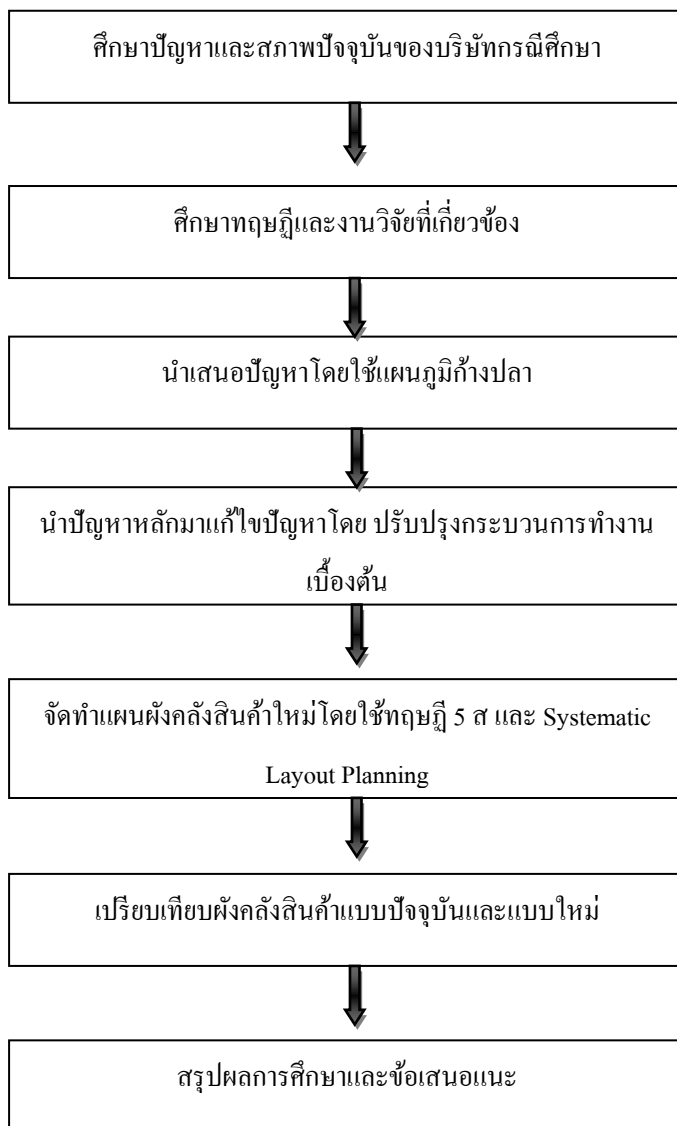 ศึกษาปัญหาและสภาพปัจจุบันของบริษัทกรณีศึกษา
ศึกษาทฤษฎีและงานวิจัยที่เกี่ยวข้อง
นำเสนอปัญหาโดยใช้แผนภูมิก้างปลา
นำปัญหาหลักมาแก้ไขปัญหาโดย ปรับปรุงกระบวนการทำงาน
เบื้องต้น
จัดทำแผนผังคลังสินค้าใหม่โดยใช้ทฤษฎี 5 ส และ Systematic
Layout Planning
เปรียบเทียบผังคลังสินค้าแบบปัจจุบันและแบบใหม่
สรุปผลการศึกษาและข้อเสนอแนะ